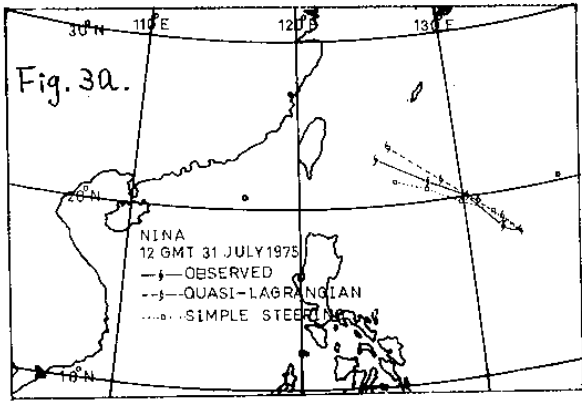 110°E 120°E 130°E
30°N
Fig. 3a.
20°N
NINA
12 GMT 31 JULY 1975
OBSERVED
QUASI-LAGRANGIAN
SIMPLE STEERING
10°N